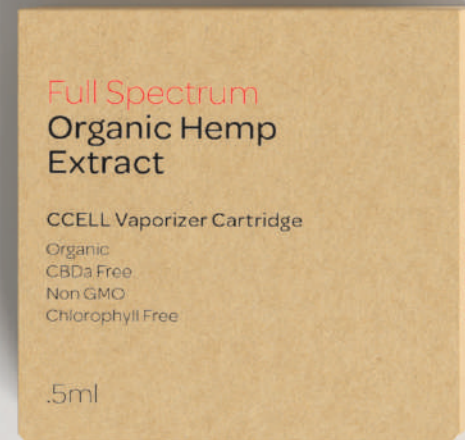 Full Spectrum
Organic Hemp
Extract
CCELL Vaporizer Cartridge
Organic
CBDa Free
Non GMO
Chlorophyll Free
.5ml